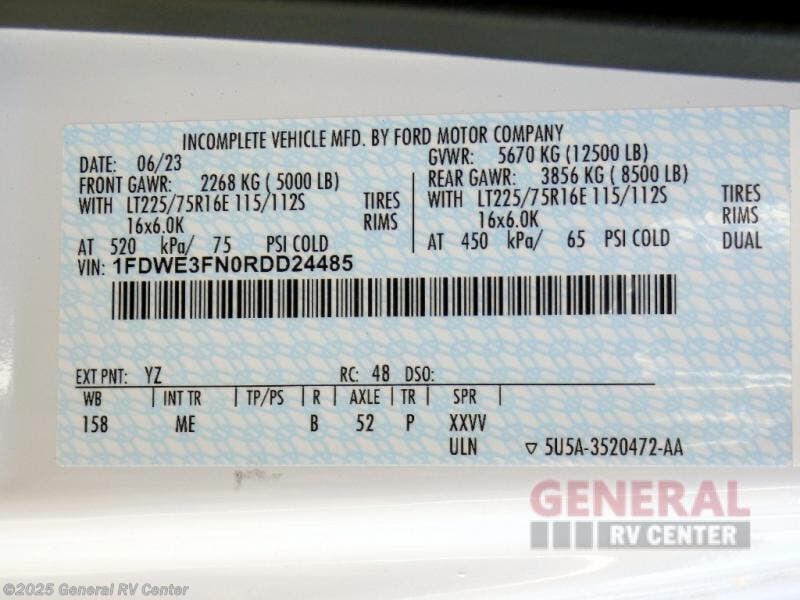 INCOMPLETE VEHICLE MFD. BY FORD MOTOR COMPANY
DATE: 06/23 GVWR: 5670 KG (12500 LB)
FRONT GAWR: 2268 KG ( 5000 LB) REAR GAWR: 3856 KG ( 8500 LB)
WITH LT225/75R16E 115/112S TIRES WITH LT225/75R16E 115/112S TIRES
16x6.0K RIMS 16x6.0K RIMS
AT 520 kPa/ 75 PSI COLD AT 450 kPa/ 65 PSI COLD DUAL
VIN: 1FDWE3FN0RDD24485
EXT PNT: YZ RC: 48 DSO:
WB INT TR TP/PS R AXLE TR SPR
158 ME B 52 P XXVV
ULN ▽ 5U5A-3520472-AA
GENERAL
RV CENTER
©2025 General RV Center